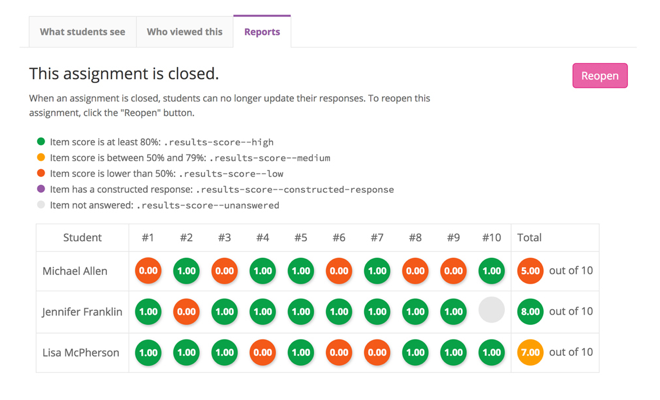 What students see Who viewed this Reports
This assignment is closed.
Reopen
When an assignment is closed, students can no longer update their responses. To reopen this
assignment, click the "Reopen" button.
Item score is at least 80%: .results-score--high
Item score is between 50% and 79%: .results-score--medium
Item score is lower than 50%: .results-score--low
Item has a constructed response: .results-score--constructed-response
Item not answered: .results-score--unanswered
Student #1 #2 #3 #4 #5 #6 #7 #8 #9 #10 Total
Michael Allen 0.00 1.00 0.00 1.00 1.00 0.00 1.00 0.00 0.00 1.00 5.00 out of 10
Jennifer Franklin 1.00 0.00 1.00 1.00 1.00 1.00 1.00 1.00 1.00 8.00 out of 10
Lisa McPherson 1.00 1.00 1.00 0.00 1.00 0.00 0.00 1.00 1.00 1.00 7.00 out of 10